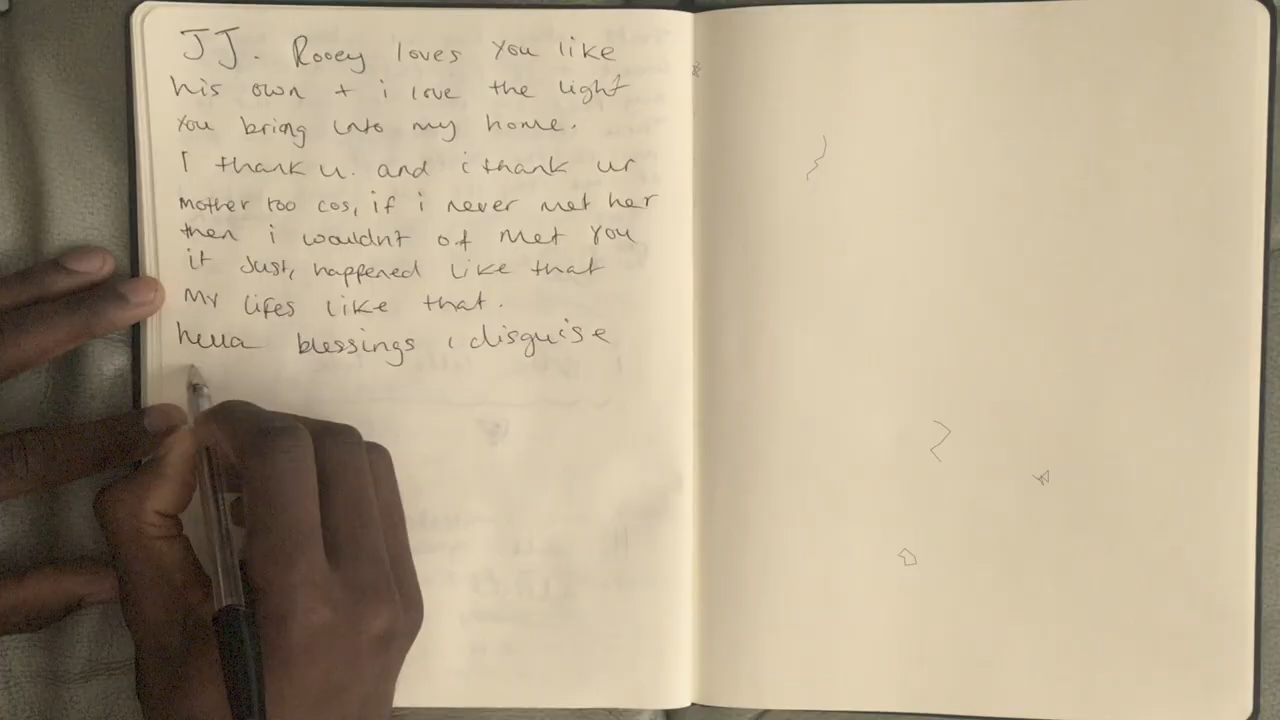 JJ. Rooey loves you like
his own + i love the light
you bring into my home.
I thank u. and i thank ur
mother too cos, if i never met her
then i wouldnt of met you
it Just, happened like that
My lifes like that.
hella blessings i disguise